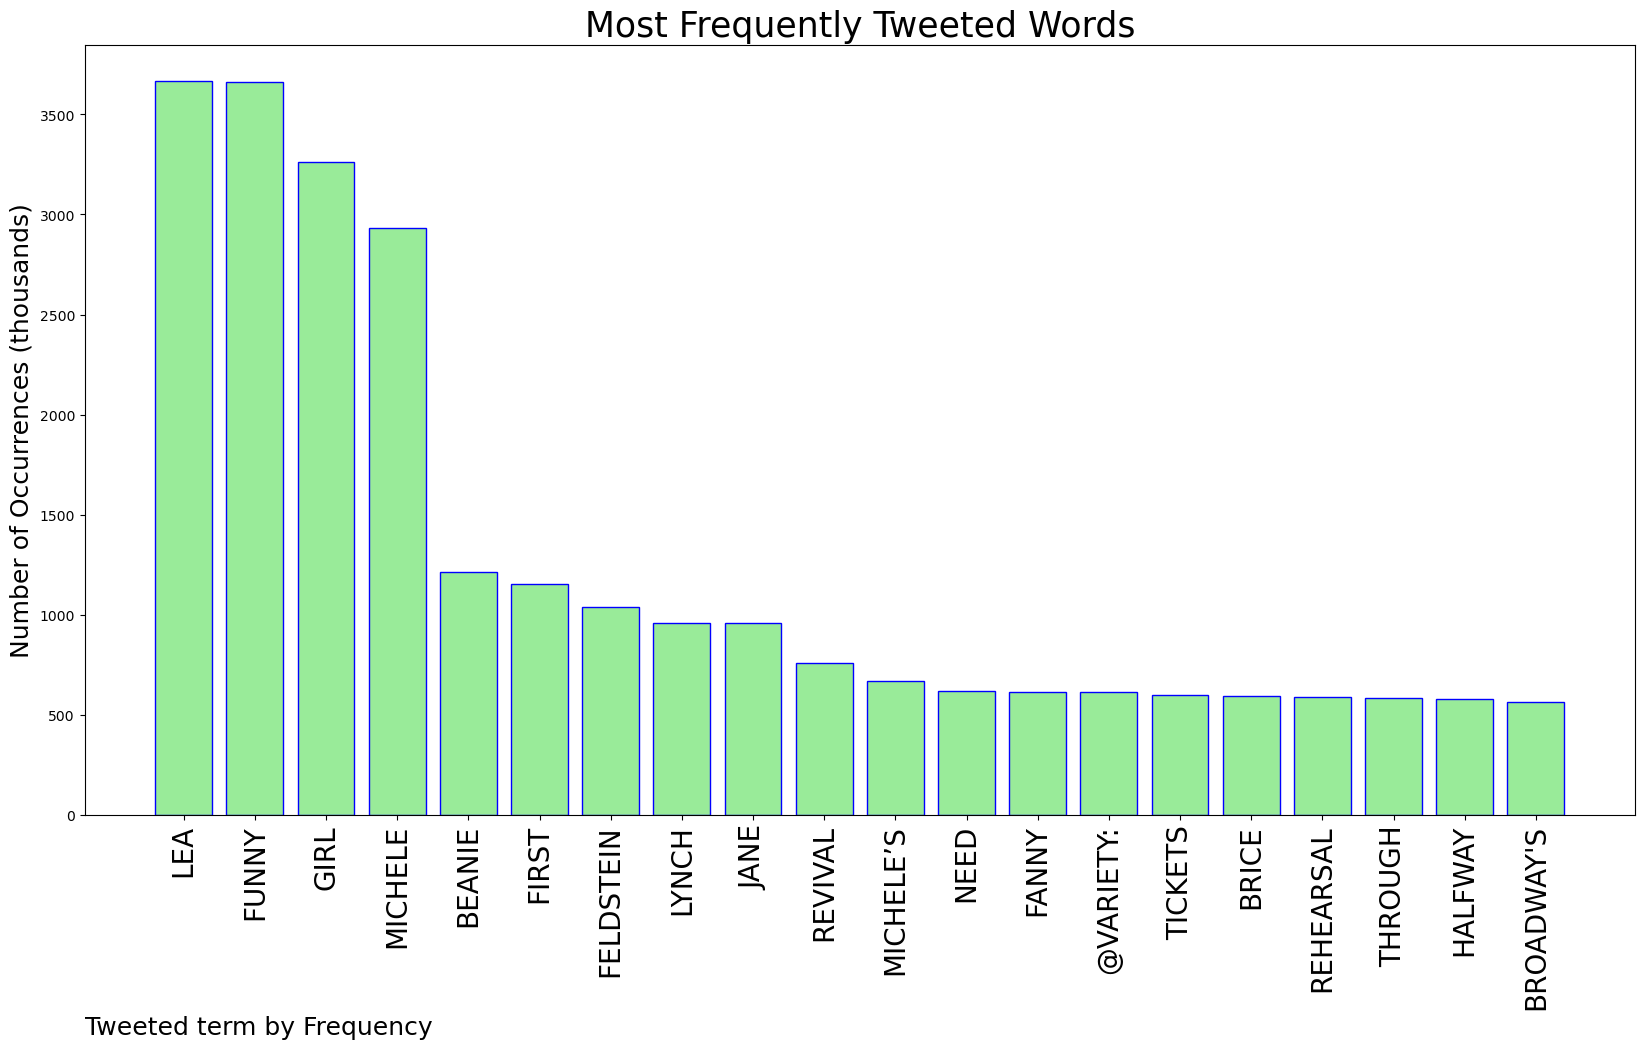 Most Frequently Tweeted Words
Number of Occurrences (thousands)
3500
3000
2500
2000
1500
1000
500
0
LEA
FUNNY
GIRL
MICHELE
BEANIE
FIRST
FELDSTEIN
LYNCH
JANE
REVIVAL
MICHELE’S
NEED
FANNY
@VARIETY:
TICKETS
BRICE
REHEARSAL
THROUGH
HALFWAY
BROADWAY'S
Tweeted term by Frequency